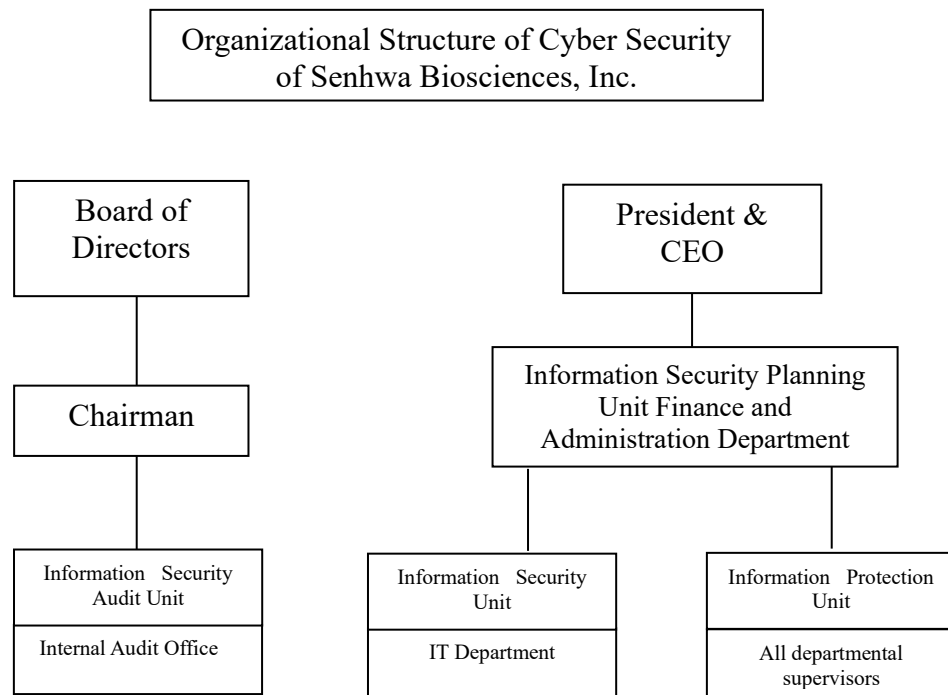 Organizational Structure of Cyber Security
of Senhwa Biosciences, Inc.
Board of
Directors
Chairman
Information Security
Audit Unit
Internal Audit Office
President &
CEO
Information Security Planning
Unit Finance and
Administration Department
Information Security
Unit
IT Department
Information Protection
Unit
All departmental
supervisors